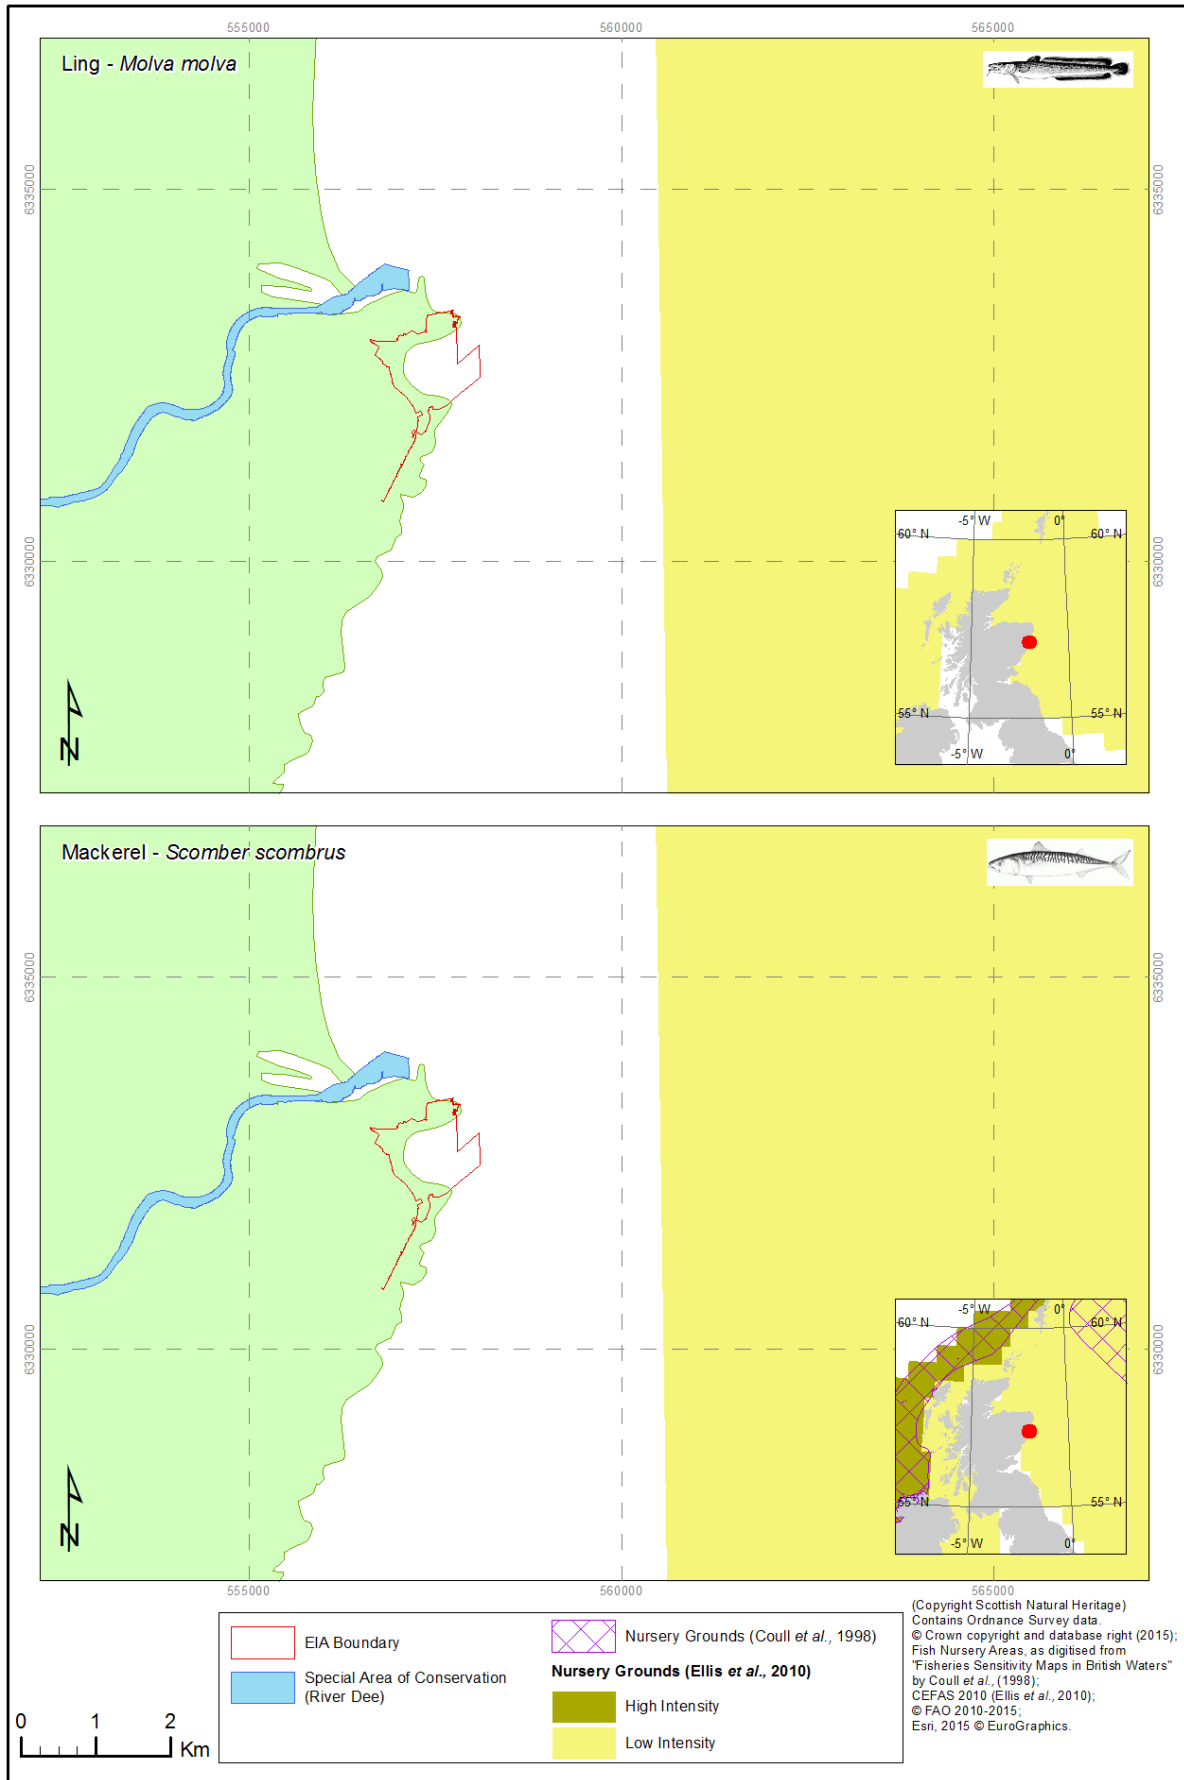 555000 560000 565000
Ling - Molva molva
6335000 6335000
6330000 6330000
-5° W 0°
60° N 60° N
55° N 55° N
-5° W 0°
N
Mackerel - Scomber scombrus
6335000 6335000
6330000 6330000
-5° W 0°
60° N 60° N
55° N 55° N
-5° W 0°
N
555000 560000 565000
EIA Boundary
Special Area of Conservation
(River Dee)
Nursery Grounds (Coull et al., 1998)
Nursery Grounds (Ellis et al., 2010)
High Intensity
Low Intensity
0 1 2
Km
(Copyright Scottish Natural Heritage)
Contains Ordnance Survey data.
© Crown copyright and database right (2015);
Fish Nursery Areas, as digitised from
"Fisheries Sensitivity Maps in British Waters"
by Coull et al., (1998);
CEFAS 2010 (Ellis et al., 2010);
© FAO 2010-2015;
Esri, 2015 © EuroGraphics.